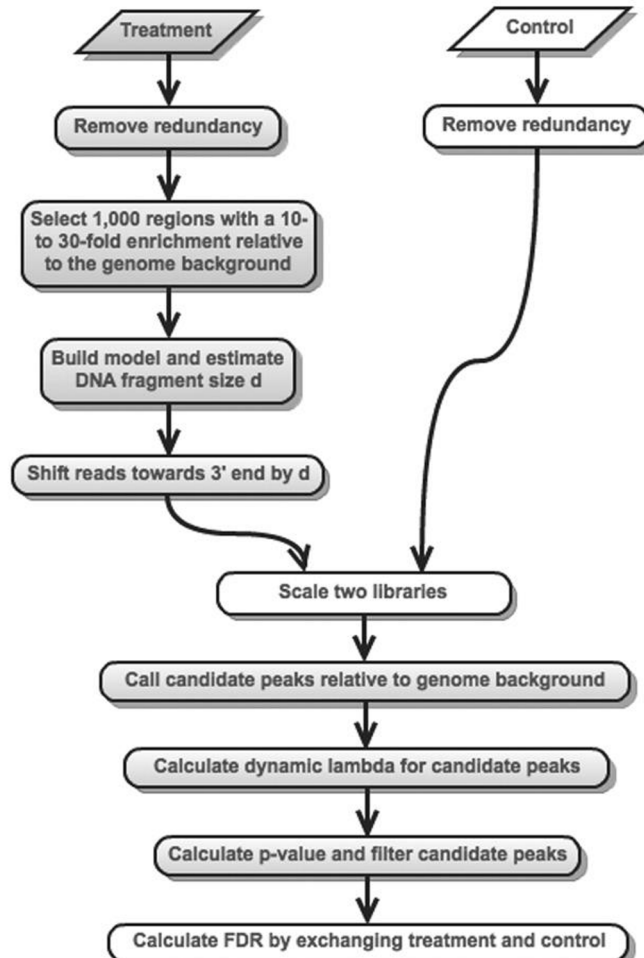 Treatment
Control
Remove redundancy
Remove redundancy
Select 1,000 regions with a 10-
to 30-fold enrichment relative
to the genome background
Build model and estimate
DNA fragment size d
Shift reads towards 3' end by d
Scale two libraries
Call candidate peaks relative to genome background
Calculate dynamic lambda for candidate peaks
Calculate p-value and filter candidate peaks
Calculate FDR by exchanging treatment and control